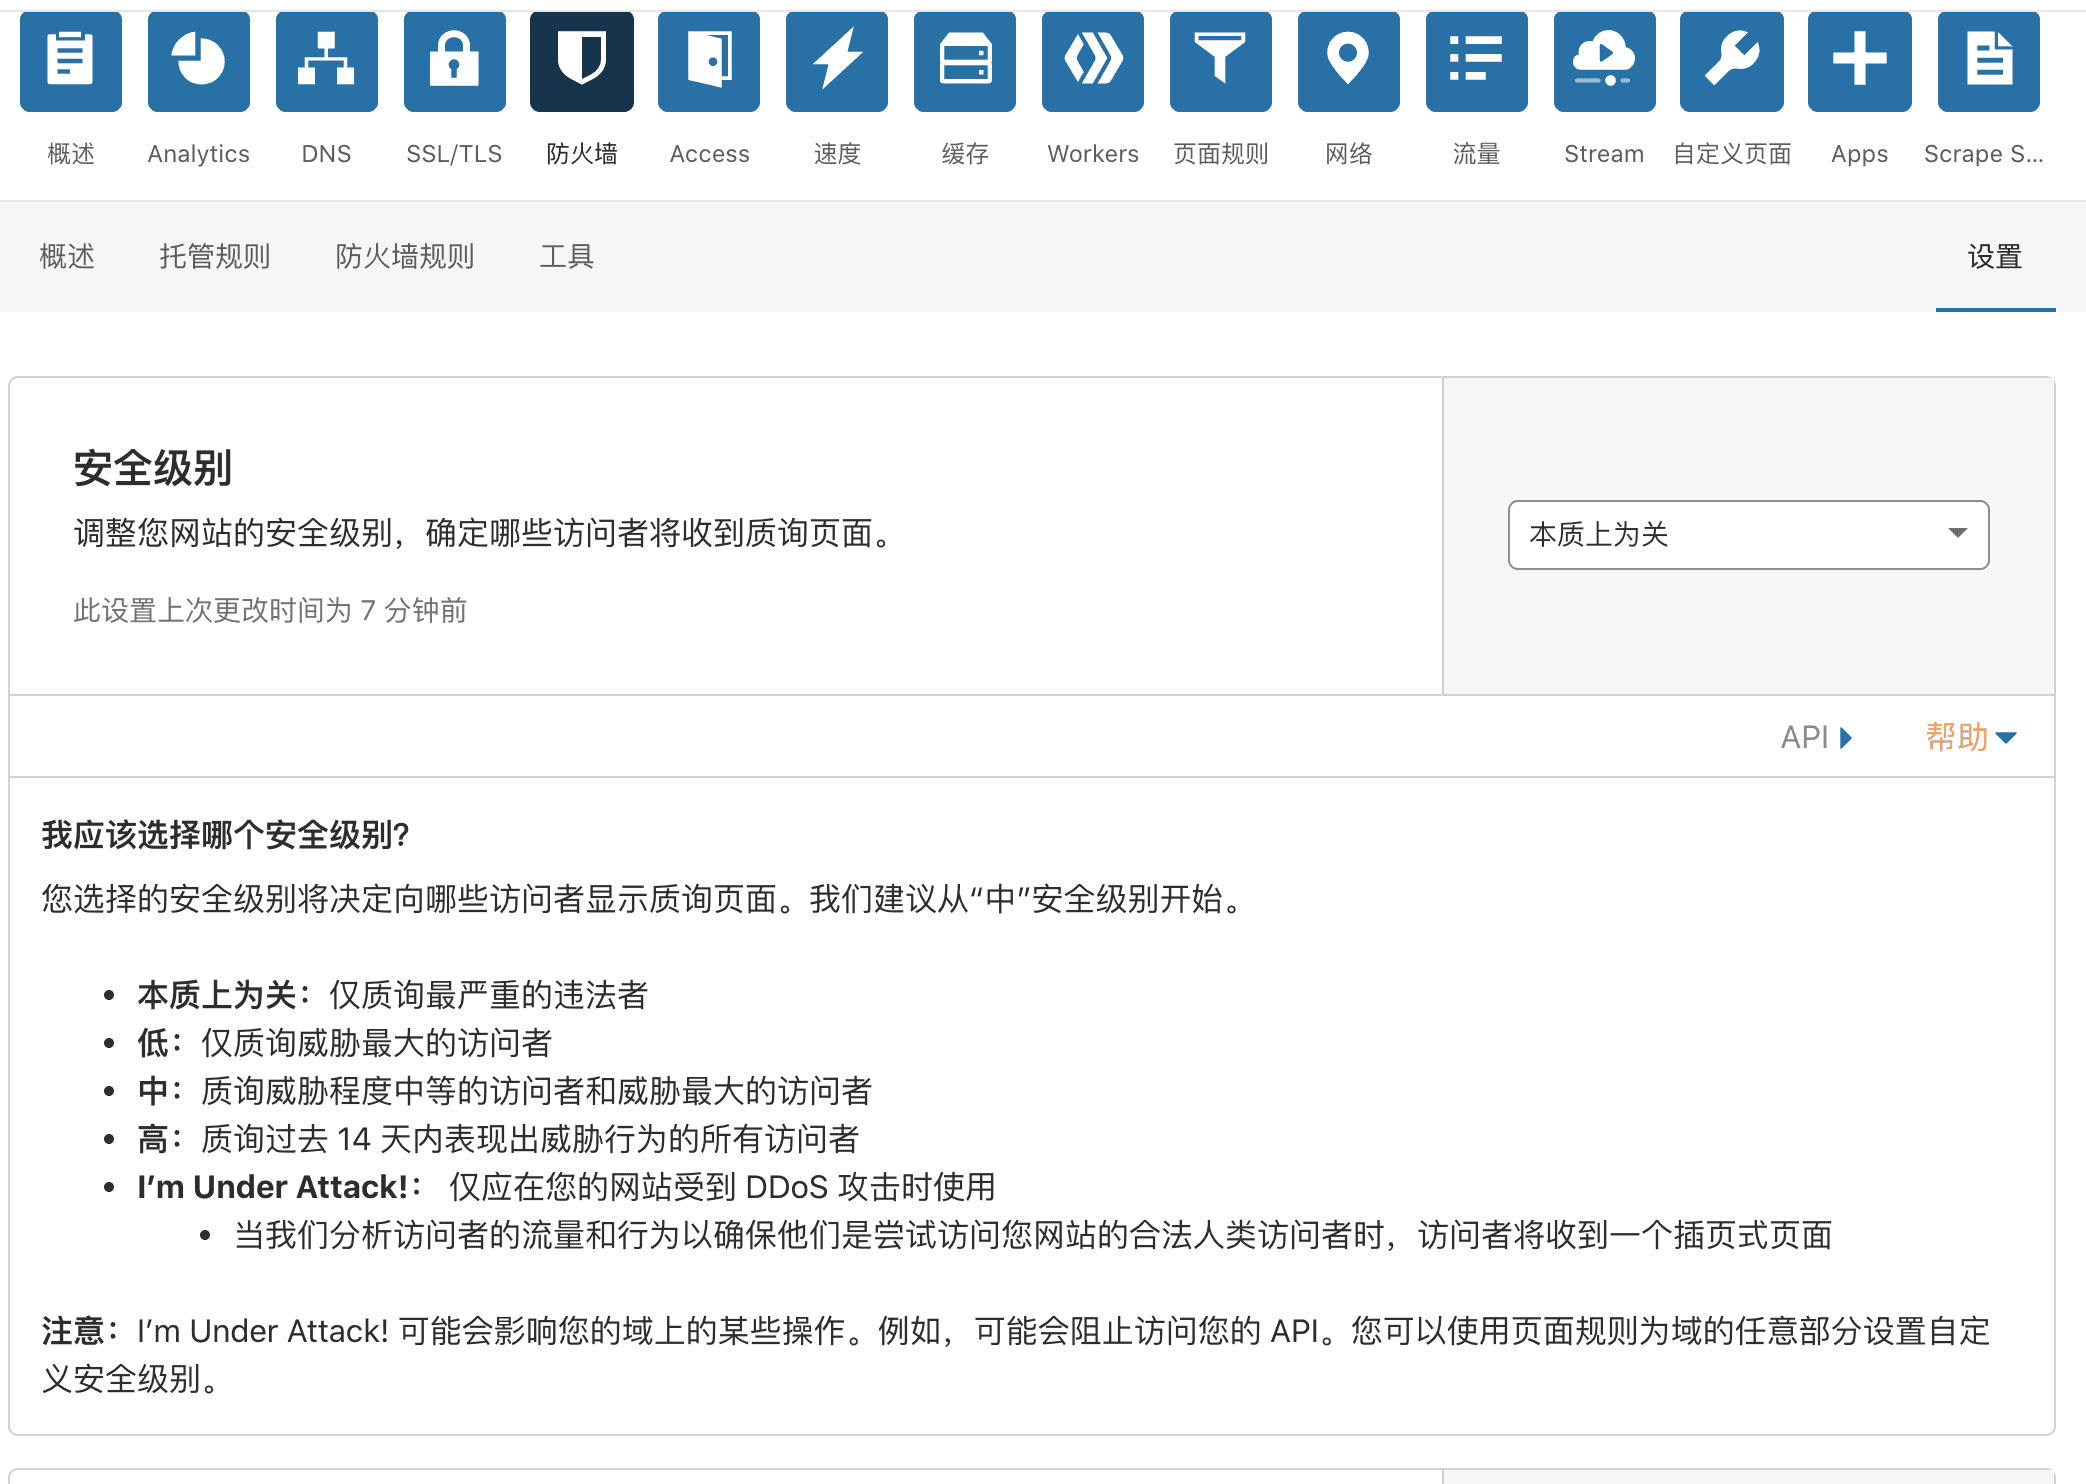 概述 Analytics DNS SSL/TLS 防火墙 Access 速度 缓存 Workers 页面规则 网络 流量 Stream 自定义页面 Apps Scrape S...
概述 托管规则 防火墙规则 工具 设置
安全级别
调整您网站的安全级别，确定哪些访问者将收到质询页面。
此设置上次更改时间为 7 分钟前
本质上为关
API 帮助
我应该选择哪个安全级别?
您选择的安全级别将决定向哪些访问者显示质询页面。我们建议从“中”安全级别开始。
• 本质上为关：仅质询最严重的违法者
• 低：仅质询威胁最大的访问者
• 中：质询威胁程度中等的访问者和威胁最大的访问者
• 高：质询过去 14 天内表现出威胁行为的所有访问者
• I’m Under Attack!： 仅应在您的网站受到 DDoS 攻击时使用
• 当我们分析访问者的流量和行为以确保他们是尝试访问您网站的合法人类访问者时，访问者将收到一个插页式页面
注意：I’m Under Attack! 可能会影响您的域上的某些操作。例如，可能会阻止访问您的 API。您可以使用页面规则为域的任意部分设置自定
义安全级别。